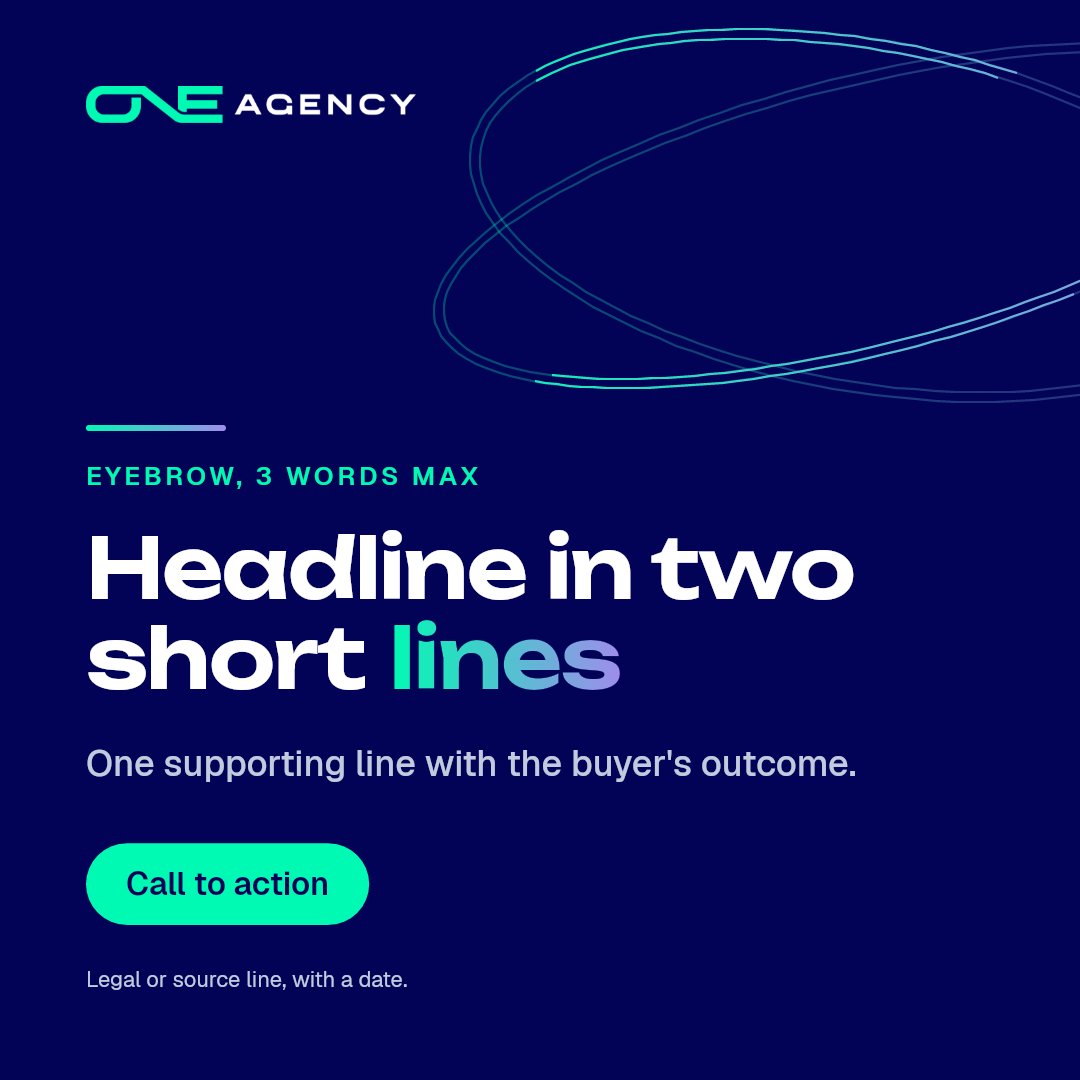 ONE AGENCY
EYEBROW, 3 WORDS MAX
Headline in two
short lines
One supporting line with the buyer's outcome.
Call to action
Legal or source line, with a date.